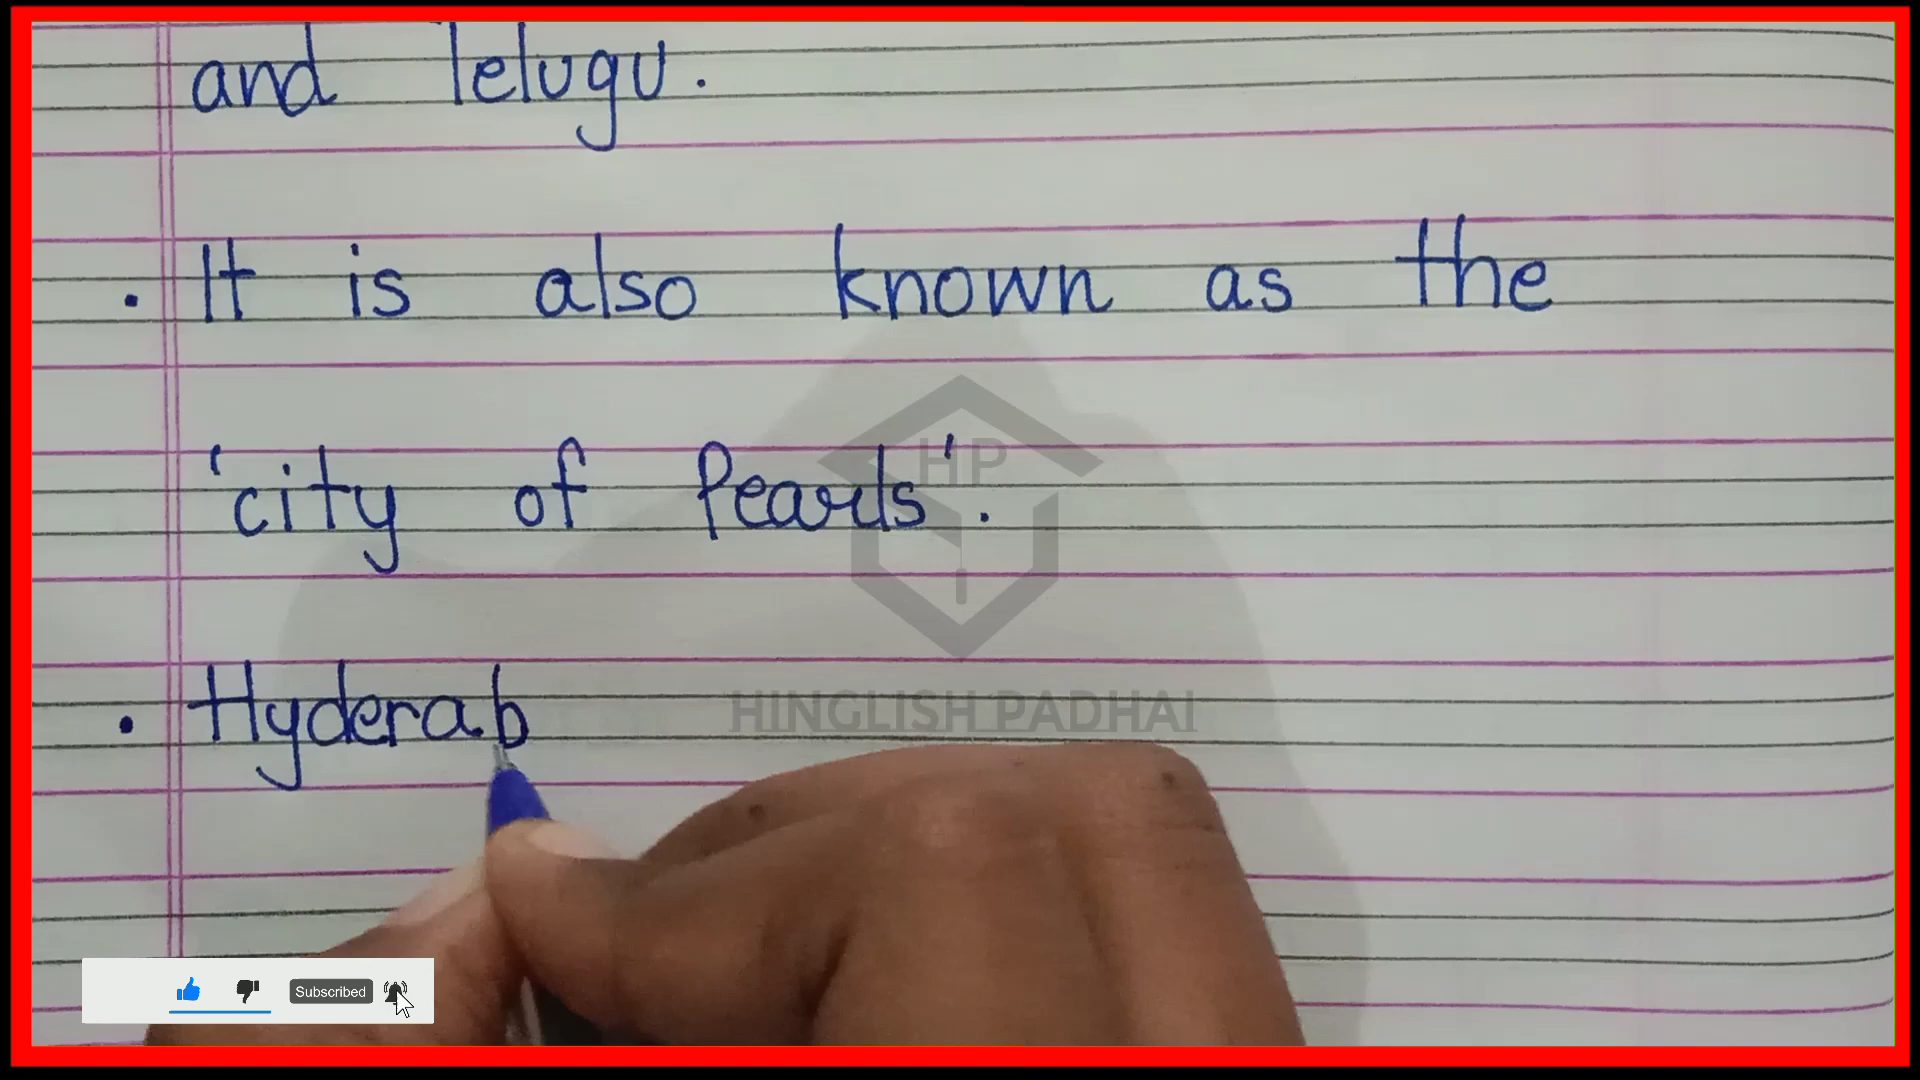 and Telugu.
• It is also known as the
'city of Pearls'.
• Hyderab
HP
HINGLISH PADHAI
Subscribed